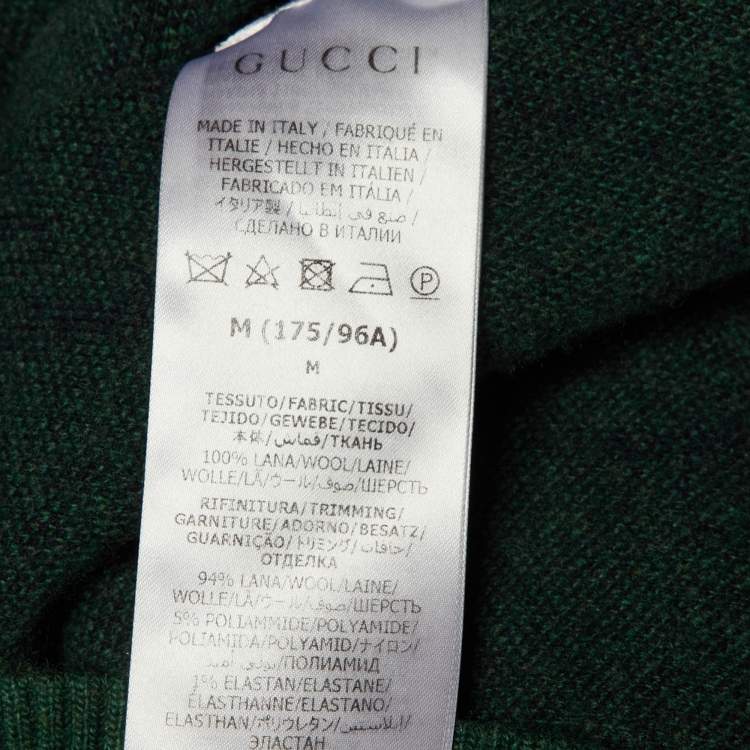 GUCCI
MADE IN ITALY / FABRIQUÉ EN
ITALIE / HECHO EN ITALIA /
HERGESTELLT IN ITALIEN /
FABRICADO EM ITÁLIA /
イタリア製 / صنع في إيطاليا /
СДЕЛАНО В ИТАЛИИ
P
M (175/96A)
M
TESSUTO/FABRIC/TISSU/
TEJIDO/GEWEBE/TECIDO/
本体/قماش/ТКАНЬ
100% LANA/WOOL/LAINE/
WOLLE/LÃ/ウール/صوف/ШЕРСТЬ
RIFINITURA/TRIMMING/
GARNITURE/ADORNO/BESATZ/
GUARNIÇÃO/トリミング/حافات/
ОТДЕЛКА
94% LANA/WOOL/LAINE/
WOLLE/LÃ/ウール/صوف/ШЕРСТЬ
5% POLIAMMIDE/POLYAMIDE/
POLIAMIDA/POLYAMID/ナイロン/
بولي أميد/ПОЛИАМИД
1% ELASTAN/ELASTANE/
ÉLASTHANNE/ELASTANO/
ELASTHAN/ポリウレタン/إيلاستين/
ЭЛАСТАН